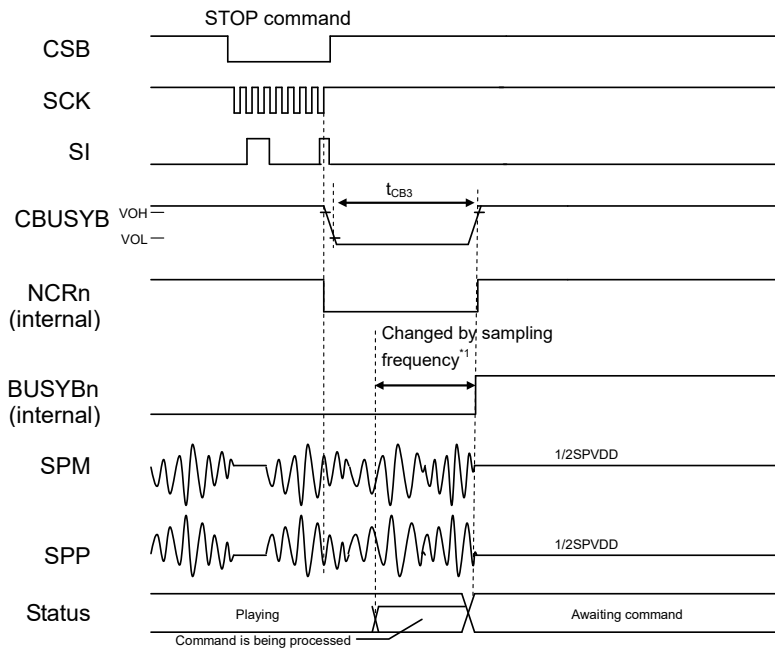 STOP command
CSB
SCK
SI
tCB3
CBUSYB
VOH
VOL
NCRn
(internal)
Changed by sampling
frequency*1
BUSYBn
(internal)
SPM
1/2SPVDD
SPP
1/2SPVDD
Status
Playing
Awaiting command
Command is being processed